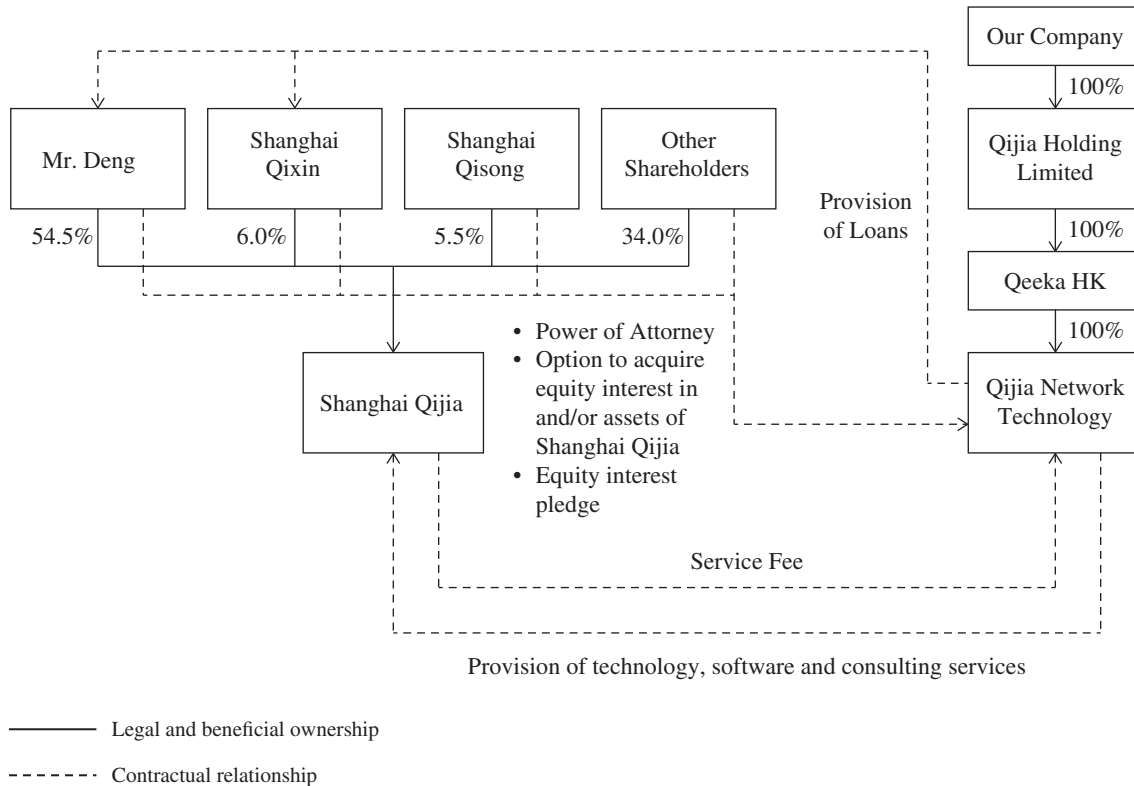 Our Company
100%
Mr. Deng
Shanghai
Qixin
Shanghai
Qisong
Other
Shareholders
Qijia Holding
Limited
Provision
of Loans
54.5%
6.0%
5.5%
34.0%
100%
Qeeka HK
100%
Shanghai Qijia
• Power of Attorney
• Option to acquire
equity interest in
and/or assets of
Shanghai Qijia
• Equity interest
pledge
Qijia Network
Technology
Service Fee
Provision of technology, software and consulting services
Legal and beneficial ownership
Contractual relationship